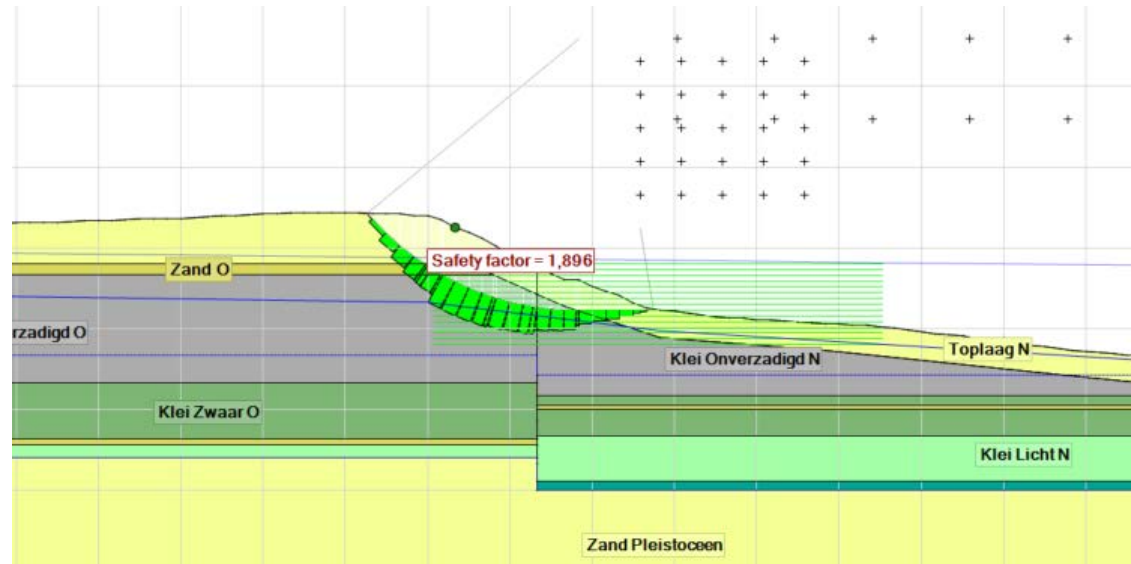 Safety factor = 1,896
Zand O
rzadigd O
Klei Onverzadigd N
Toplaag N
Klei Zwaar O
Klei Licht N
Zand Pleistoceen